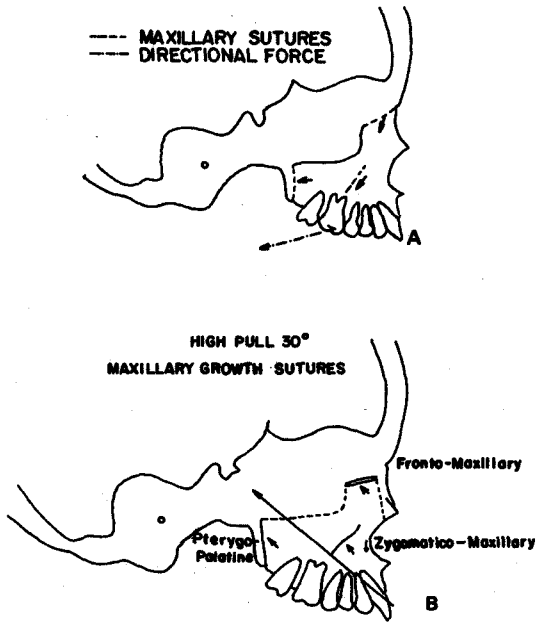 MAXILLARY SUTURES
DIRECTIONAL FORCE
A
HIGH PULL 30°
MAXILLARY GROWTH SUTURES
Fronto-Maxillary
Pterygo-
Palatine
Zygomatico-Maxillary
B